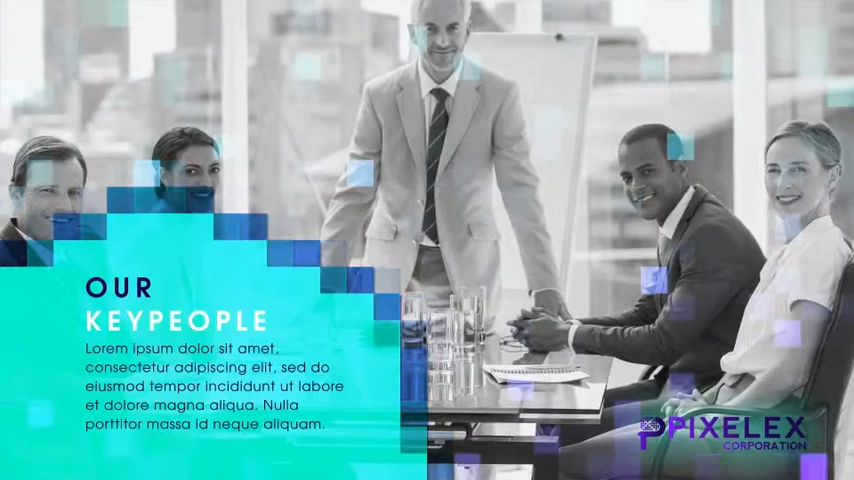 OUR
KEYPEOPLE
Lorem ipsum dolor sit amet,
consectetur adipiscing elit, sed do
eiusmod tempor incididunt ut labore
et dolore magna aliqua. Nulla
porttitor massa id neque aliquam.
PIXELEX
CORPORATION